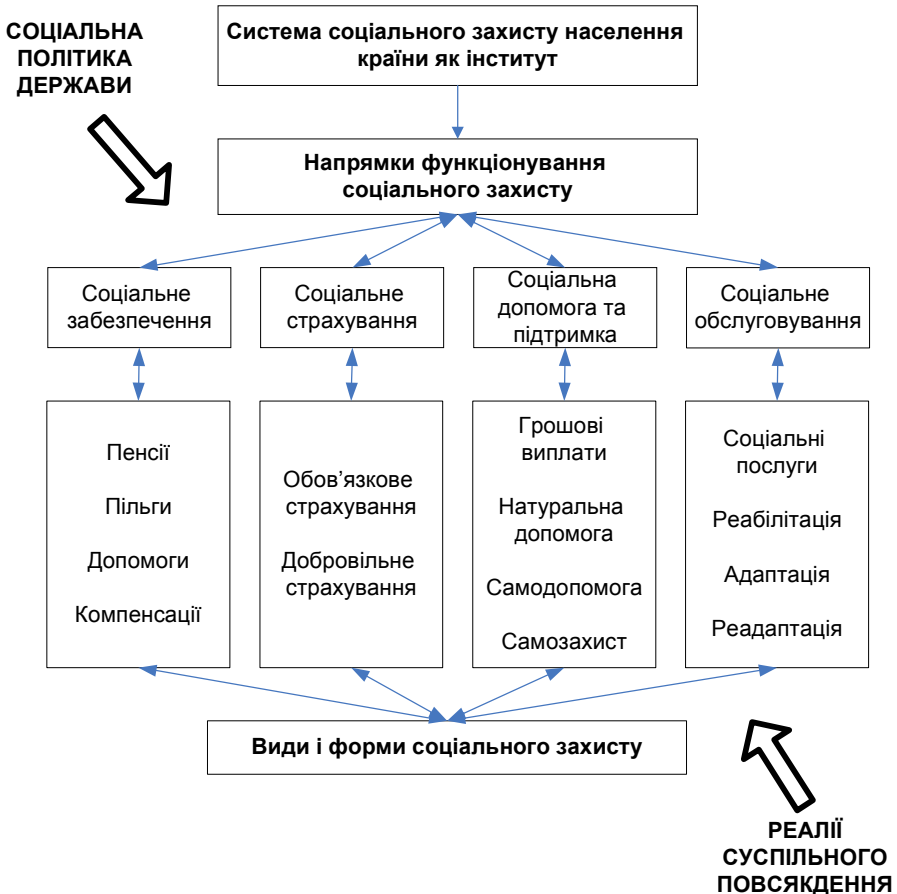 СОЦІАЛЬНА
ПОЛІТИКА
ДЕРЖАВИ
Система соціального захисту населення
країни як інститут
Напрямки функціонування
соціального захисту
Соціальне
забезпечення
Соціальне
страхування
Соціальна
допомога та
підтримка
Соціальне
обслуговування
Пенсії
Пільги
Допомоги
Компенсації
Обов’язкове
страхування
Добровільне
страхування
Грошові
виплати
Натуральна
допомога
Самодопомога
Самозахист
Соціальні
послуги
Реабілітація
Адаптація
Реадаптація
Види і форми соціального захисту
РЕАЛІЇ
СУСПІЛЬНОГО
ПОВСЯКДЕННЯ